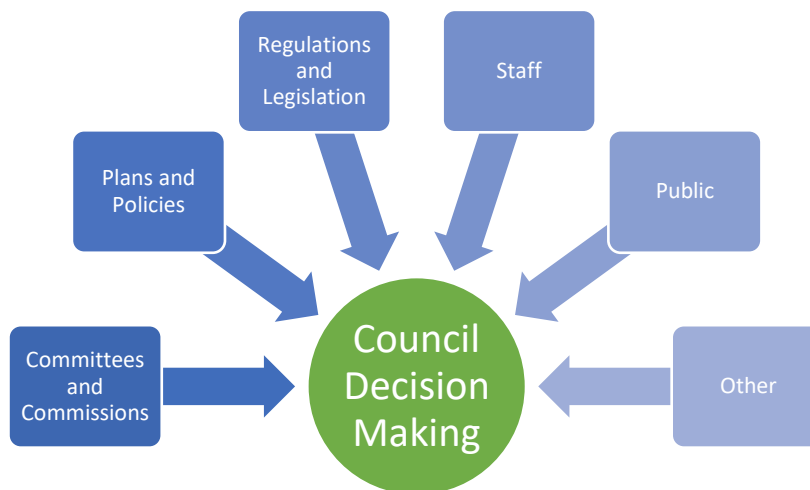 Regulations
and
Legislation
Staff
Plans and
Policies
Public
Committees
and
Commissions
Council
Decision
Making
Other